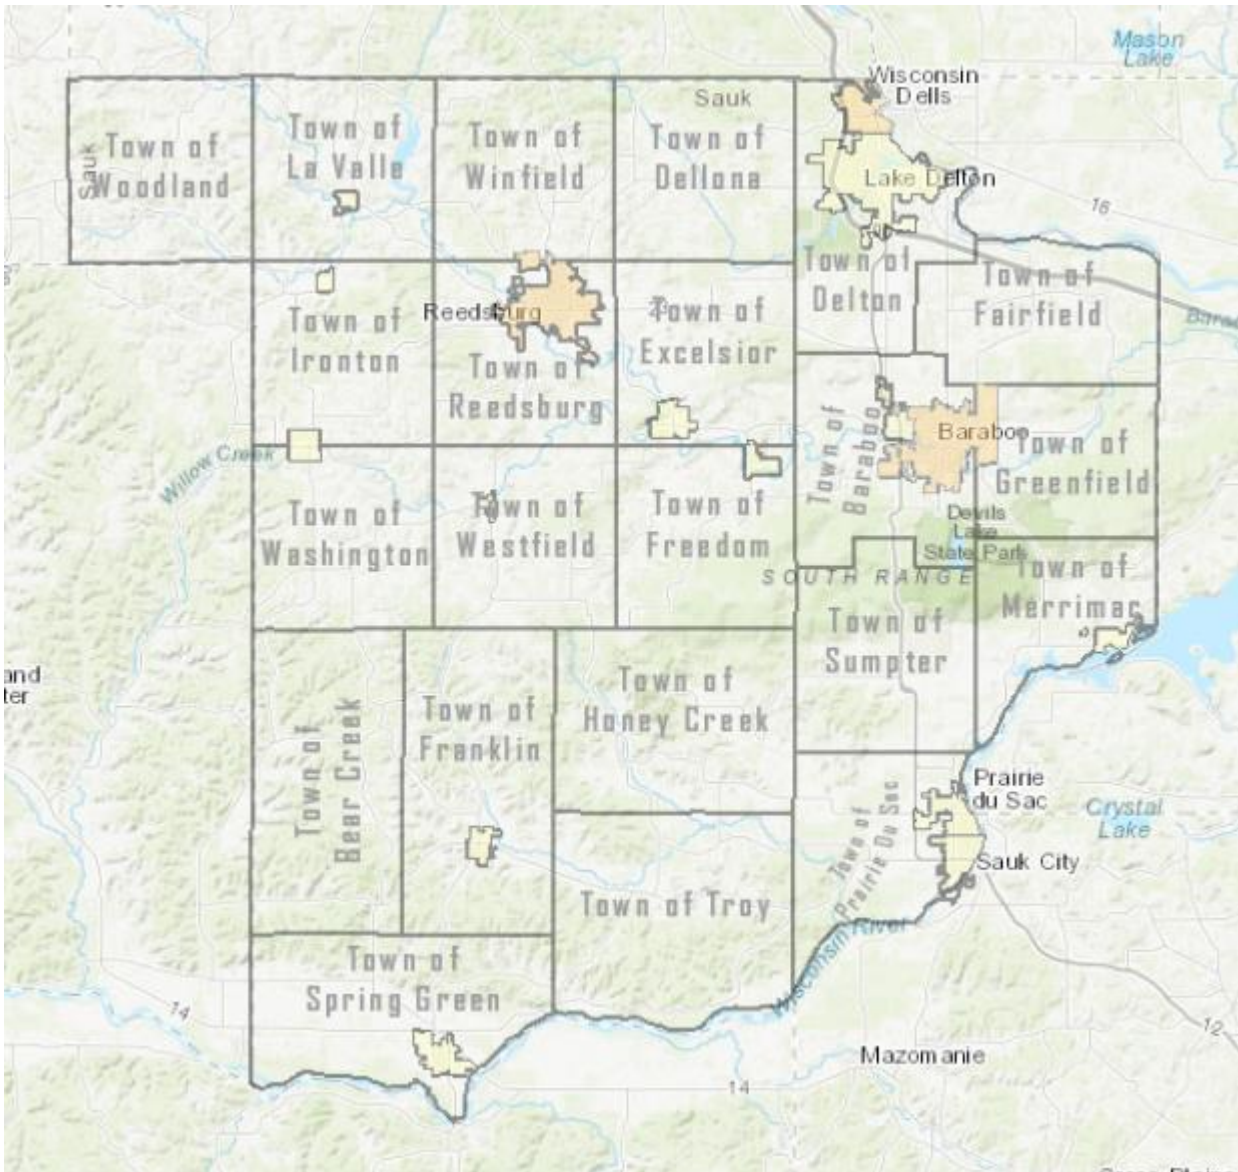 Mason
Lake
Wisconsin
Dells
Sauk
Town of
Woodland
Sauk
Town of
La Valle
Town of
Winfield
Town of
Dellona
Lake Delton
16
Town of
Delton
Town of
Fairfield
Reedsburg
Town of
Ironton
Town of
Reedsburg
Town of
Excelsior
Town of
Baraboo
Baraboo
Town of
Greenfield
Willow Creek
Town of
Washington
Town of
Westfield
Town of
Freedom
Devils
Lake
State Park
SOUTH RANGE
Town of
Merrimac
Town of
Sumpter
Town of
Honey Creek
Town of
Bear Creek
Town of
Franklin
Prairie
du Sac
Crystal
Lake
Sauk City
Town of
Prairie Du Sac
Town of Troy
Wisconsin River
Town of
Spring Green
14
12
Mazomanie
14